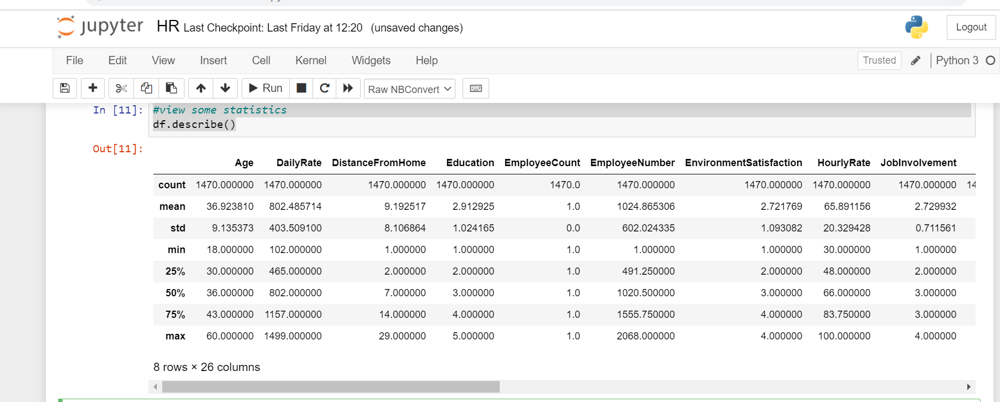 jupyter HR Last Checkpoint: Last Friday at 12:20 (unsaved changes) Logout
File Edit View Insert Cell Kernel Widgets Help Trusted Python 3
Run Raw NBConvert
In [11]: #view some statistics
df.describe()
Out[11]:
Age DailyRate DistanceFromHome Education EmployeeCount EmployeeNumber EnvironmentSatisfaction HourlyRate JobInvolvement
count 1470.000000 1470.000000 1470.000000 1470.000000 1470.0 1470.000000 1470.000000 1470.000000 1470.000000 14
mean 36.923810 802.485714 9.192517 2.912925 1.0 1024.865306 2.721769 65.891156 2.729932
std 9.135373 403.509100 8.106864 1.024165 0.0 602.024335 1.093082 20.329428 0.711561
min 18.000000 102.000000 1.000000 1.000000 1.0 1.000000 1.000000 30.000000 1.000000
25% 30.000000 465.000000 2.000000 2.000000 1.0 491.250000 2.000000 48.000000 2.000000
50% 36.000000 802.000000 7.000000 3.000000 1.0 1020.500000 3.000000 66.000000 3.000000
75% 43.000000 1157.000000 14.000000 4.000000 1.0 1555.750000 4.000000 83.750000 3.000000
max 60.000000 1499.000000 29.000000 5.000000 1.0 2068.000000 4.000000 100.000000 4.000000
8 rows × 26 columns